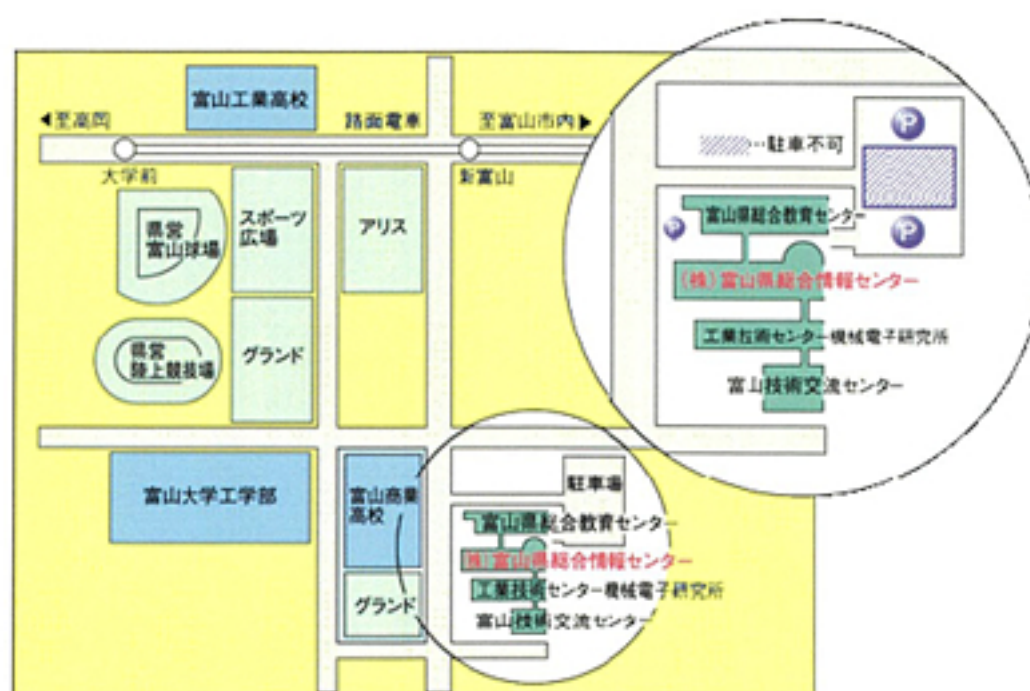 富山工業高校
◀至高岡
路面電車
至富山市内▶
大学前
新富山
県営
富山球場
スポーツ
広場
アリス
県営
陸上競技場
グランド
富山大学工学部
富山商業
高校
グランド
駐車場
富山県総合教育センター
(株)富山県総合情報センター
工業技術センター機械電子研究所
富山技術交流センター
P
…駐車不可
P
P
富山県総合教育センター
(株)富山県総合情報センター
工業技術センター機械電子研究所
富山技術交流センター